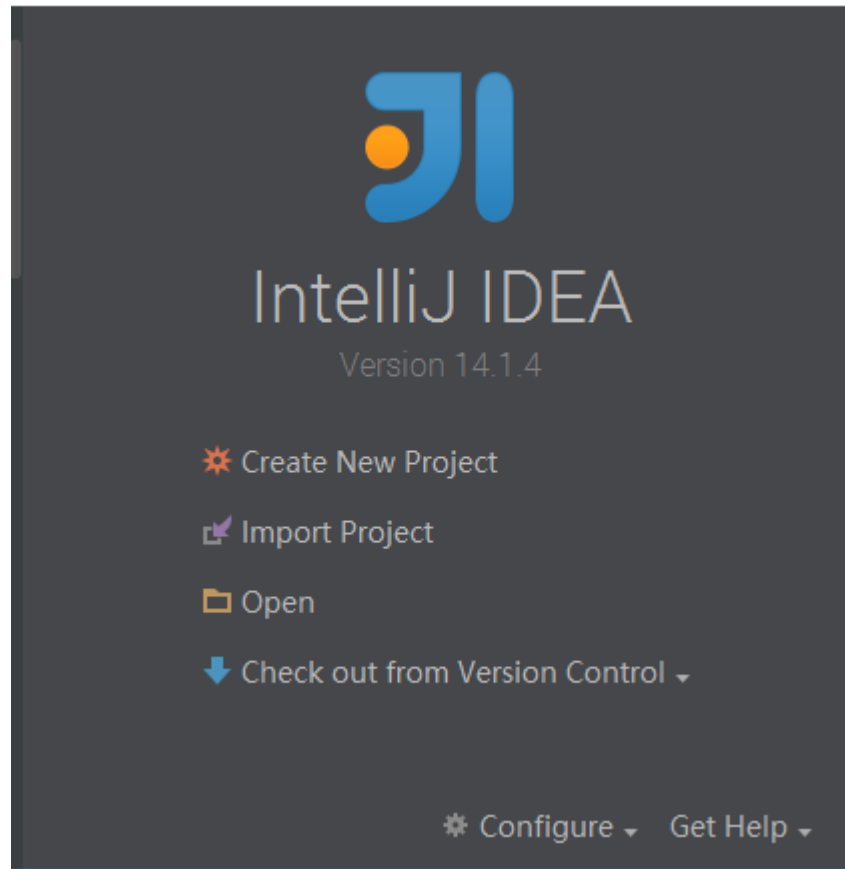 IntelliJ IDEA
Version 14.1.4
Create New Project
Import Project
Open
Check out from Version Control
Configure Get Help